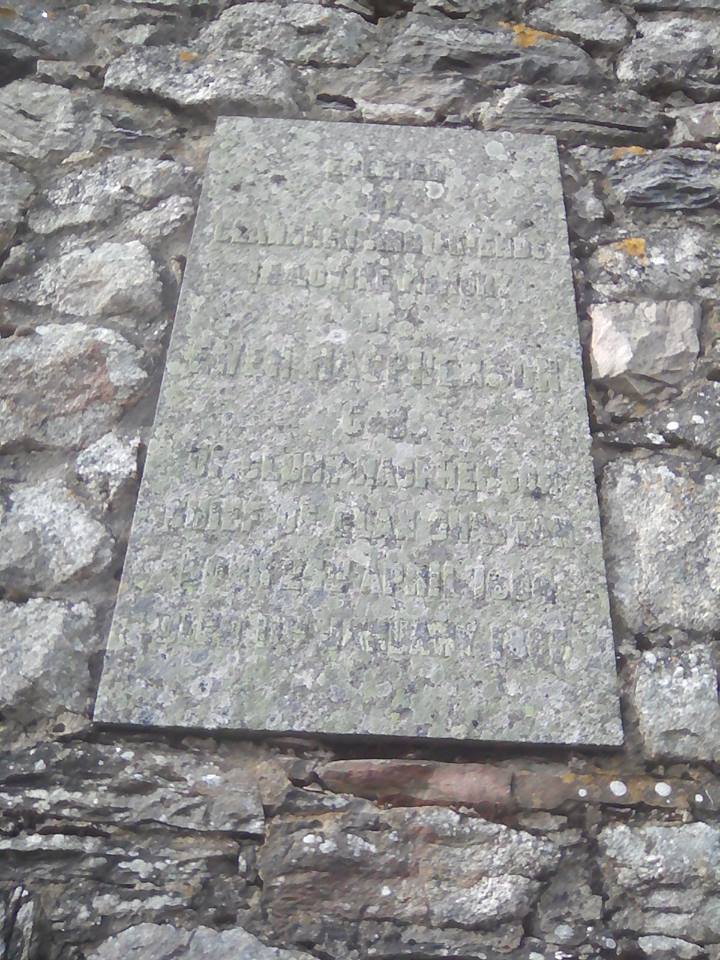 ERECTED
BY
CLANSMEN AND FRIENDS
IN LOVING MEMORY
OF
EWEN MACPHERSON
C.B.
OF CLUNY MACPHERSON
CHIEF OF CLAN CHATTAN
BORN 24TH APRIL
DIED JANUARY